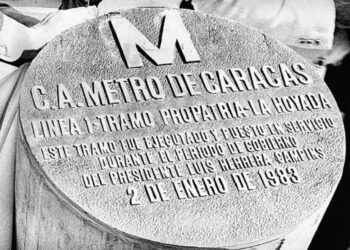 M
C.A. METRO DE CARACAS
LINEA 1-TRAMO PROPATRIA-LA HOYADA
ESTE TRAMO FUE EJECUTADO Y PUESTO EN SERVICIO
DURANTE EL PERIODO DE GOBIERNO
DEL PRESIDENTE LUIS HERRERA CAMPINS
2 DE ENERO DE 1983